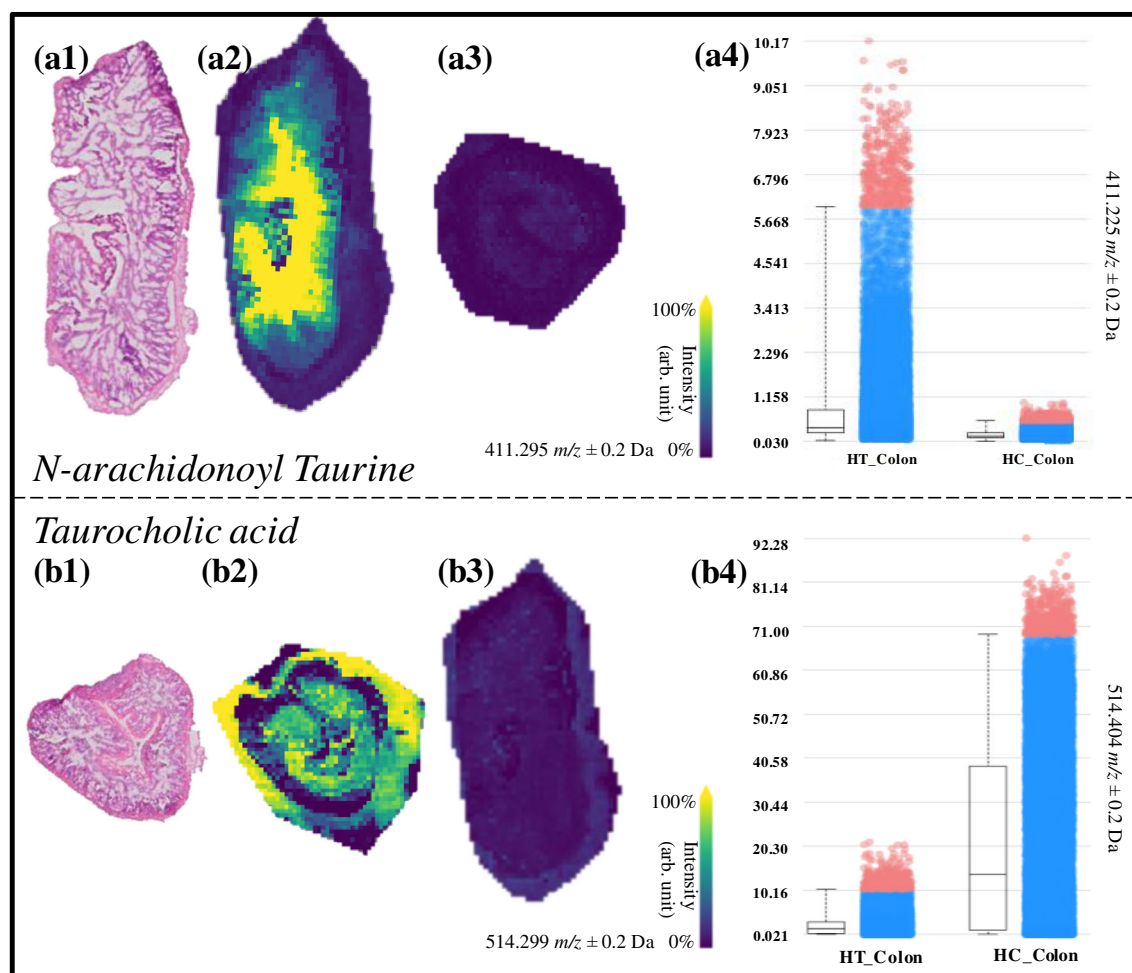 (a1)
(a2)
(a3)
(a4)
10.17
9.051
7.923
6.796
5.668
4.541
3.413
2.296
1.158
0.030
HT_Colon
HC_Colon
411.225 m/z ± 0.2 Da
100%
Intensity
(arb. unit)
0%
411.295 m/z ± 0.2 Da
N-arachidonoyl Taurine
Taurocholic acid
(b1)
(b2)
(b3)
(b4)
92.28
81.14
71.00
60.86
50.72
40.58
30.44
20.30
10.16
0.021
HT_Colon
HC_Colon
514.404 m/z ± 0.2 Da
100%
Intensity
(arb. unit)
0%
514.299 m/z ± 0.2 Da